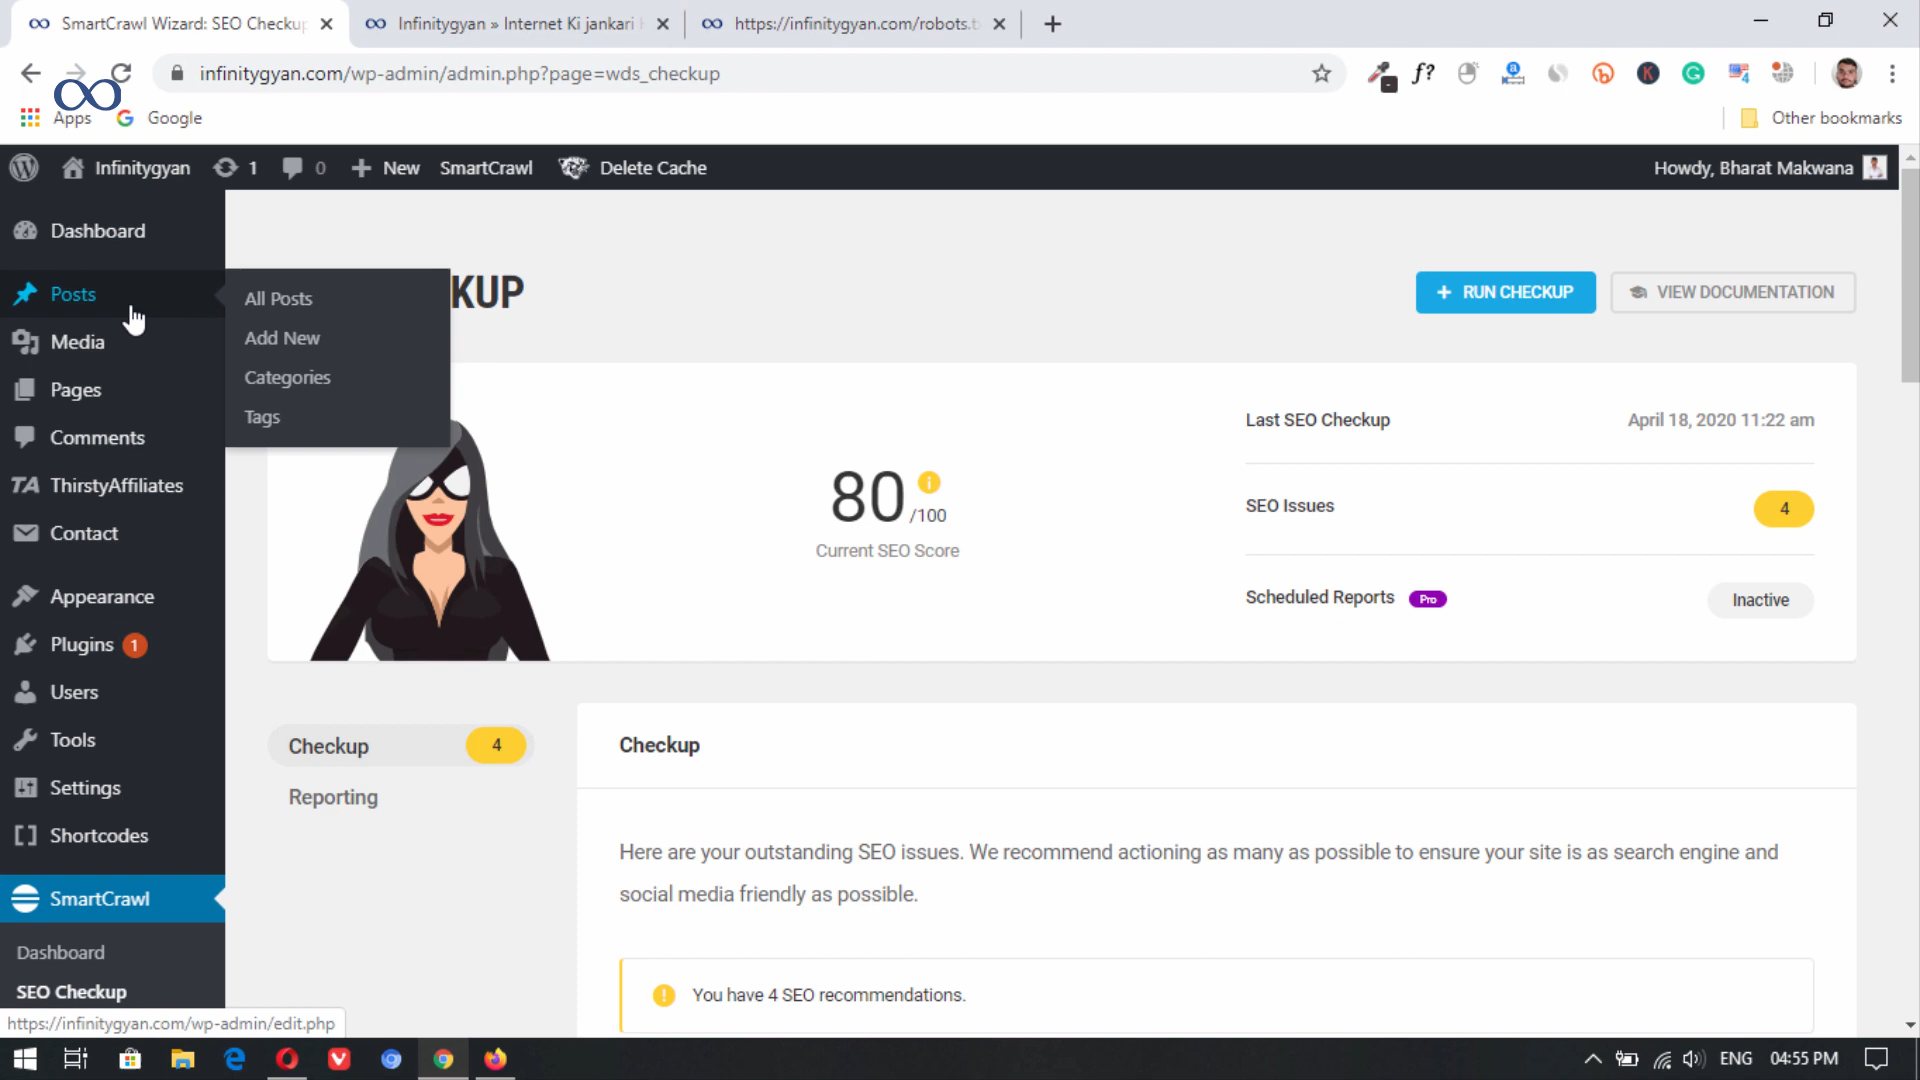 SmartCrawl Wizard: SEO Checkup
Infinitygyan » Internet Ki jankari
https://infinitygyan.com/robots.t
infinitygyan.com/wp-admin/admin.php?page=wds_checkup
f?
4
Apps
Google
Other bookmarks
Infinitygyan
1
0
New
SmartCrawl
Delete Cache
Howdy, Bharat Makwana
Dashboard
Posts
Media
Pages
Comments
TA ThirstyAffiliates
Contact
Appearance
Plugins 1
Users
Tools
Settings
Shortcodes
SmartCrawl
Dashboard
SEO Checkup
All Posts
Add New
Categories
Tags
KUP
RUN CHECKUP
VIEW DOCUMENTATION
80
/100
Current SEO Score
Last SEO Checkup
April 18, 2020 11:22 am
SEO Issues
4
Scheduled Reports Pro
Inactive
Checkup
4
Reporting
Checkup
Here are your outstanding SEO issues. We recommend actioning as many as possible to ensure your site is as search engine and
social media friendly as possible.
You have 4 SEO recommendations.
https://infinitygyan.com/wp-admin/edit.php
ENG
04:55 PM